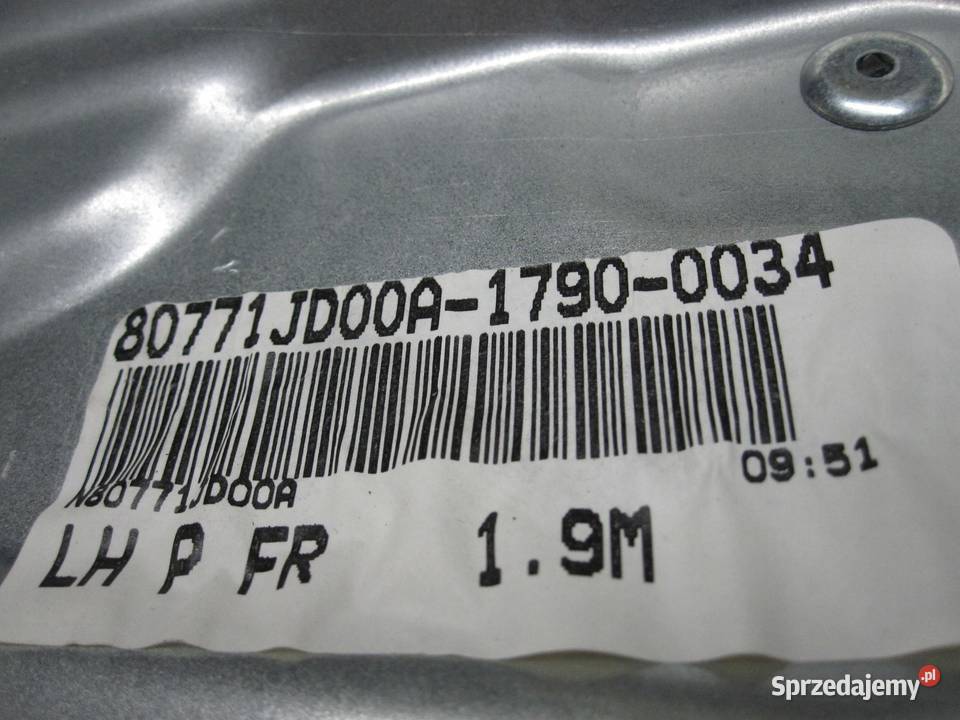 80771JD00A-1790-0034
N80771JD00A
09:51
LH P FR 1.9M
Sprzedajemy.pl